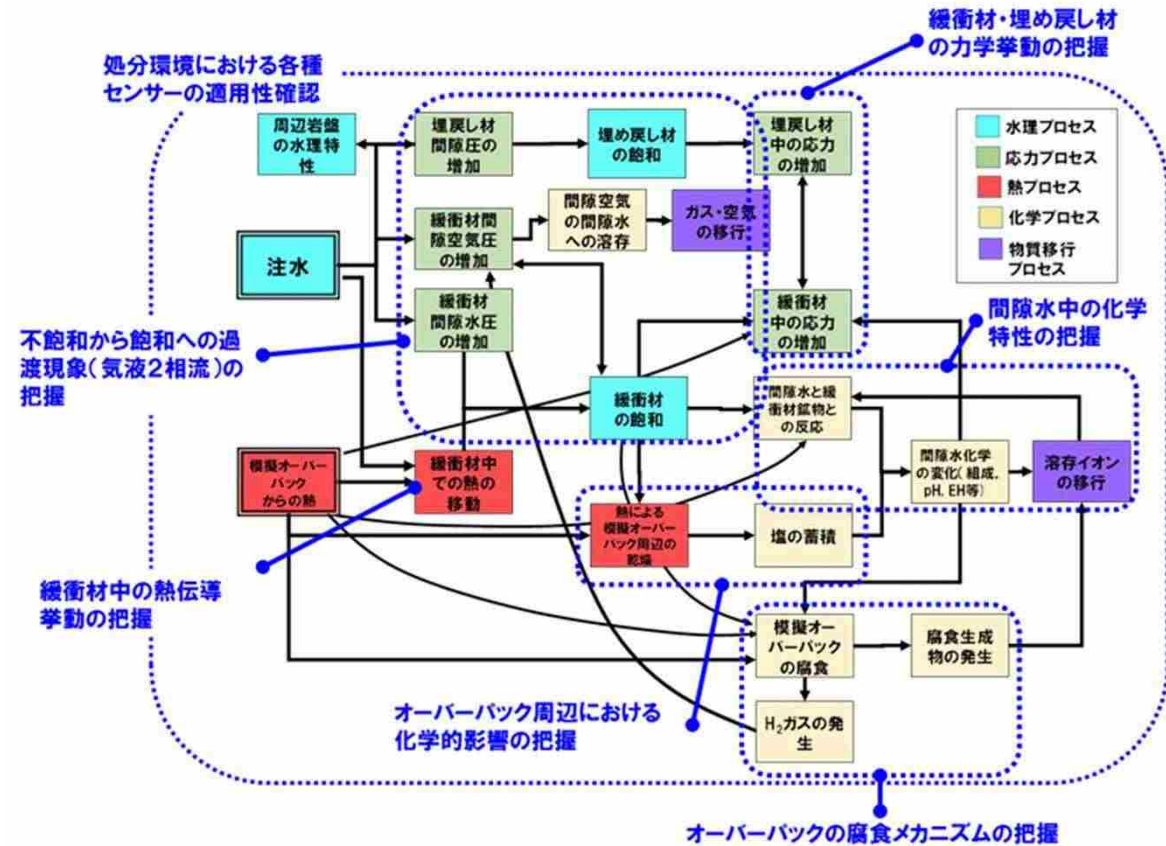 緩衝材・埋め戻し材
の力学挙動の把握
処分環境における各種
センサーの適用性確認
周辺岩盤
の水理特
性
埋戻し材
間隙圧の
増加
埋め戻し材
の飽和
埋戻し材
中の応力
の増加
水理プロセス
応力プロセス
熱プロセス
化学プロセス
物質移行
プロセス
緩衝材間
隙空気圧
の増加
間隙空気
の間隙水
への溶存
ガス・空気
の移行
注水
緩衝材
間隙水圧
の増加
緩衝材
中の応力
の増加
間隙水中の化学
特性の把握
不飽和から飽和への過
渡現象(気液2相流)の
把握
緩衝材
の飽和
間隙水と緩
衝材鉱物と
の反応
模擬オーバー
パック
からの熱
緩衝材中
での熱の
移動
間隙水化学
の変化(組成,
pH, EH等)
溶存イオン
の移行
熱による
模擬オーバー
パック周辺の
乾燥
塩の蓄積
緩衝材中の熱伝導
挙動の把握
模擬オー
バーパック
の腐食
腐食生成
物の発生
オーバーパック周辺における
化学的影響の把握
H₂ガスの発
生
オーバーパックの腐食メカニズムの把握